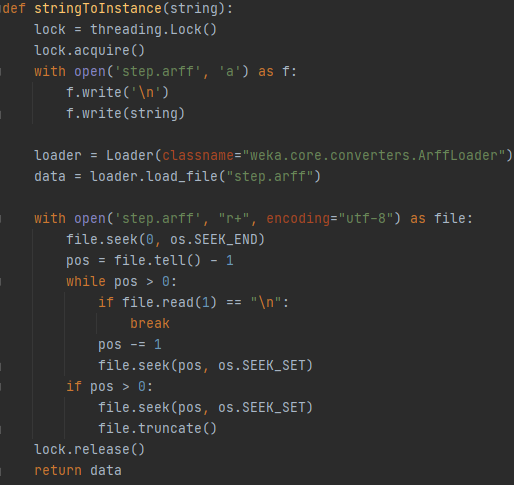 def stringToInstance(string):
    lock = threading.Lock()
    lock.acquire()
    with open('step.arff', 'a') as f:
        f.write('\n')
        f.write(string)

    loader = Loader(classname="weka.core.converters.ArffLoader")
    data = loader.load_file("step.arff")

    with open('step.arff', "r+", encoding="utf-8") as file:
        file.seek(0, os.SEEK_END)
        pos = file.tell() - 1
        while pos > 0:
            if file.read(1) == "\n":
                break
            pos -= 1
            file.seek(pos, os.SEEK_SET)
        if pos > 0:
            file.seek(pos, os.SEEK_SET)
            file.truncate()
    lock.release()
    return data